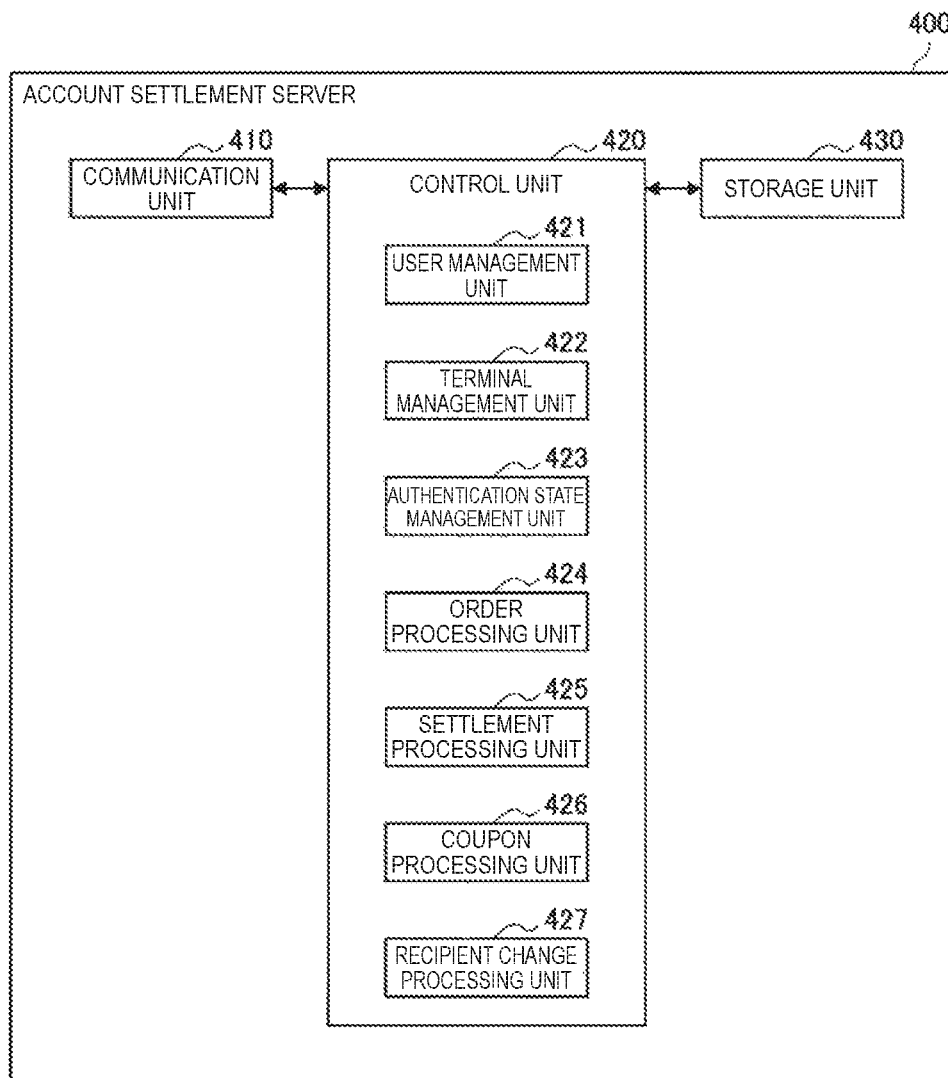 400
ACCOUNT SETTLEMENT SERVER
410
COMMUNICATION
UNIT
420
CONTROL UNIT
430
STORAGE UNIT
421
USER MANAGEMENT
UNIT
422
TERMINAL
MANAGEMENT UNIT
423
AUTHENTICATION STATE
MANAGEMENT UNIT
424
ORDER
PROCESSING UNIT
425
SETTLEMENT
PROCESSING UNIT
426
COUPON
PROCESSING UNIT
427
RECIPIENT CHANGE
PROCESSING UNIT